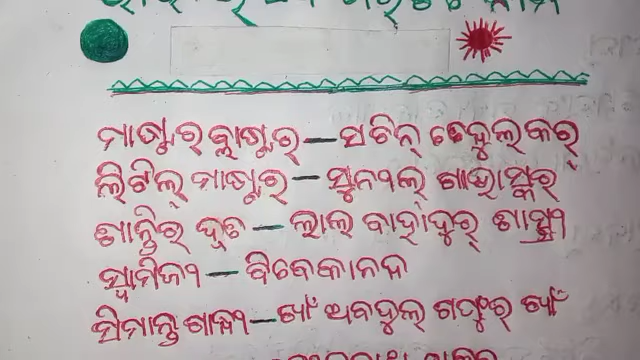 ମାଷ୍ଟର୍ ବ୍ଲାଷ୍ଟର୍ — ସଚିନ୍ ତେନ୍ଦୁଲକର୍
ଲିଟିଲ୍ ମାଷ୍ଟର — ସୁନୀଲ୍ ଗାଭାସ୍କର୍
ଶାନ୍ତିର ଦୂତ — ଲାଲ ବାହାଦୁର୍ ଶାସ୍ତ୍ରୀ
ସ୍ୱାମିଜୀ — ବିବେକାନନ୍ଦ
ସୀମାନ୍ତ ଗାନ୍ଧୀ — ଖାଁ ଅବଦୁଲ୍ ଗଫୁର୍ ଖାଁ